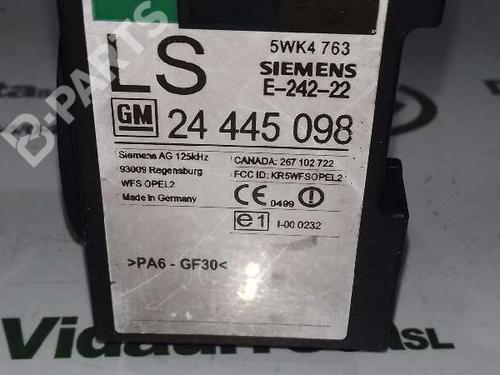 B-PARTS
5WK4 763
LS
SIEMENS
E-242-22
GM
24 445 098
Siemens AG 125kHz
93009 Regensburg
WFS OPEL2
Made in Germany
CANADA: 267 102 722
FCC ID: KR5WFSOPEL2
CE 0499
e1
I-00 0232
>PA6 - GF30<
B-PARTS
SL